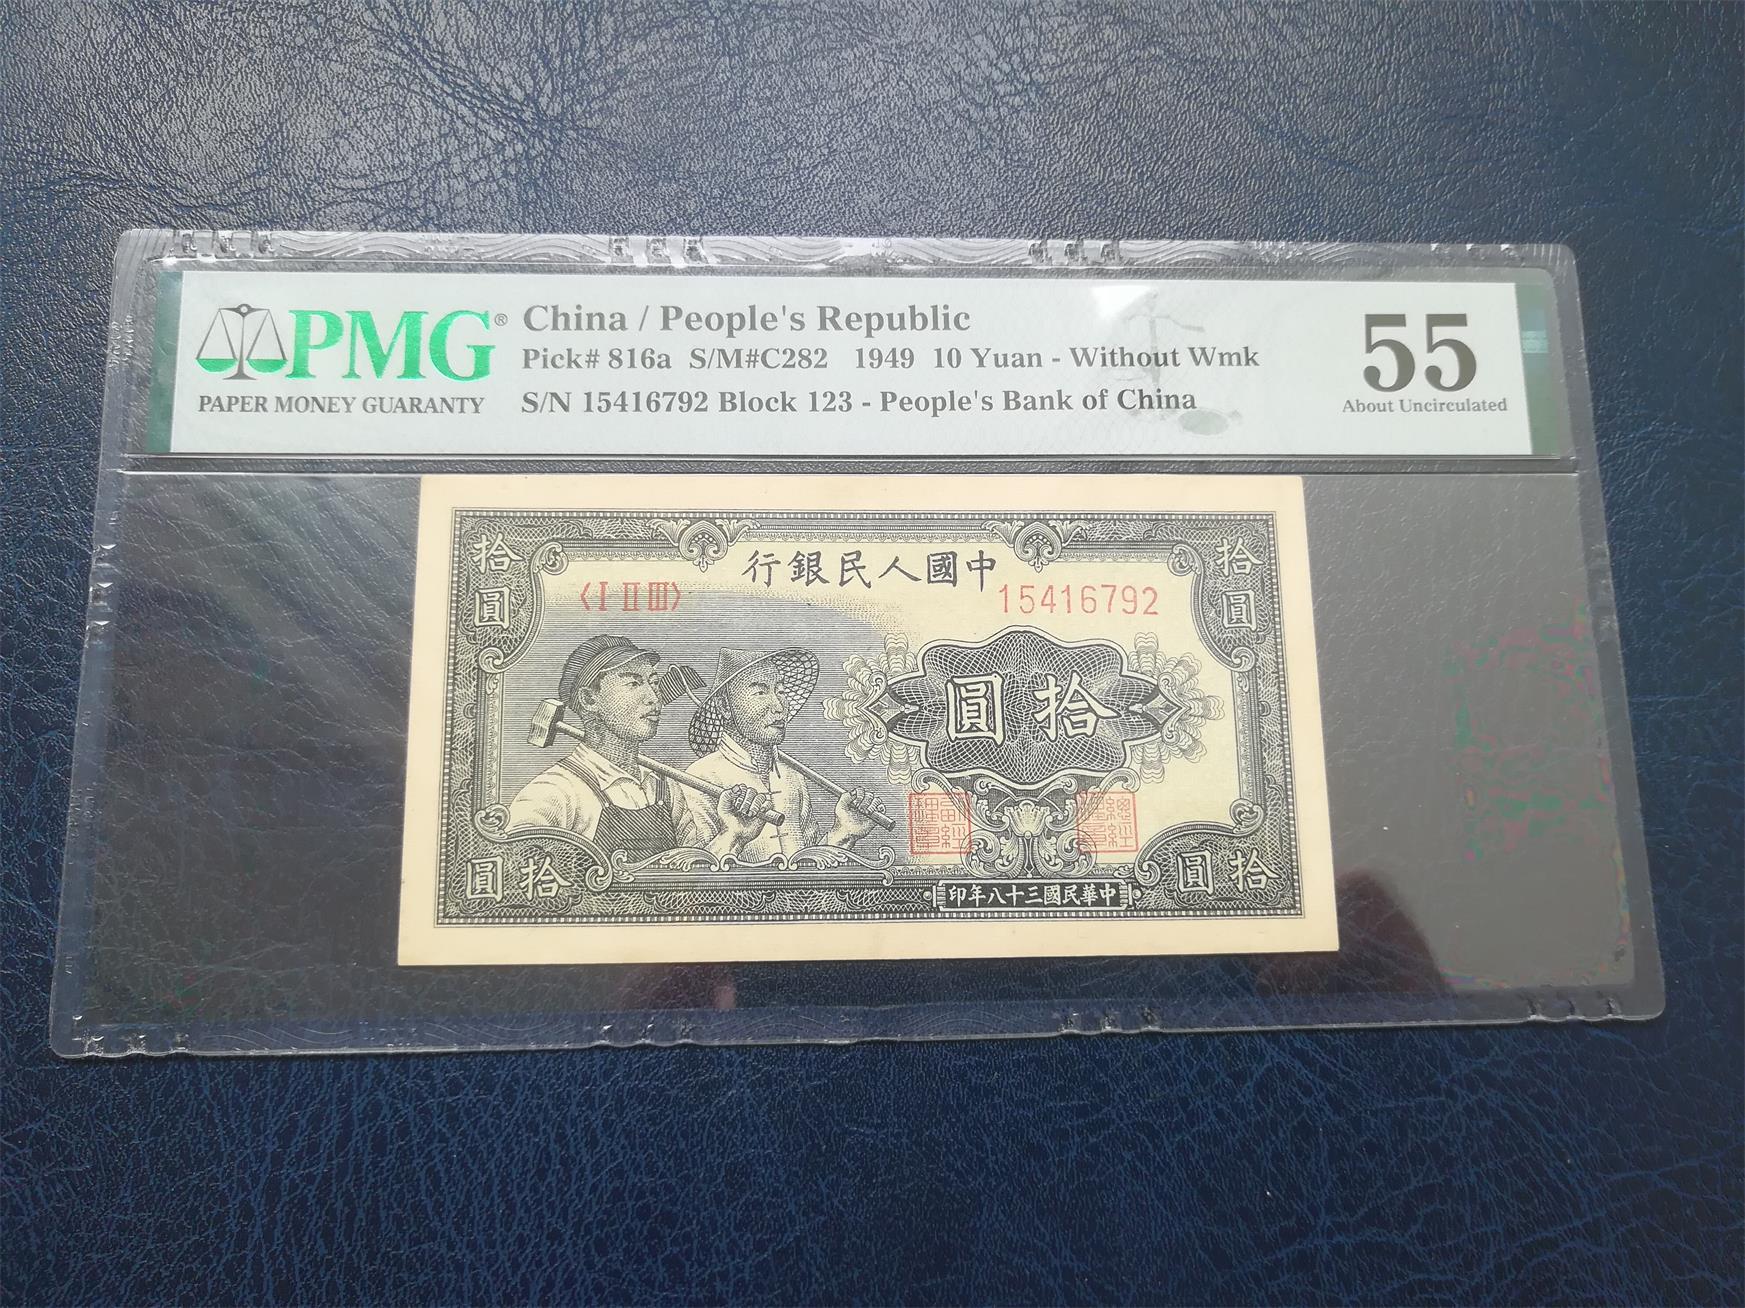 PMG®
PAPER MONEY GUARANTY
China / People's Republic
Pick# 816a S/M#C282 1949 10 Yuan - Without Wmk
S/N 15416792 Block 123 - People's Bank of China
55
About Uncirculated
行銀民人國中
〈I II III〉
15416792
拾圓
拾圓
圓拾
圓拾
圓拾
印年八十三國民華中